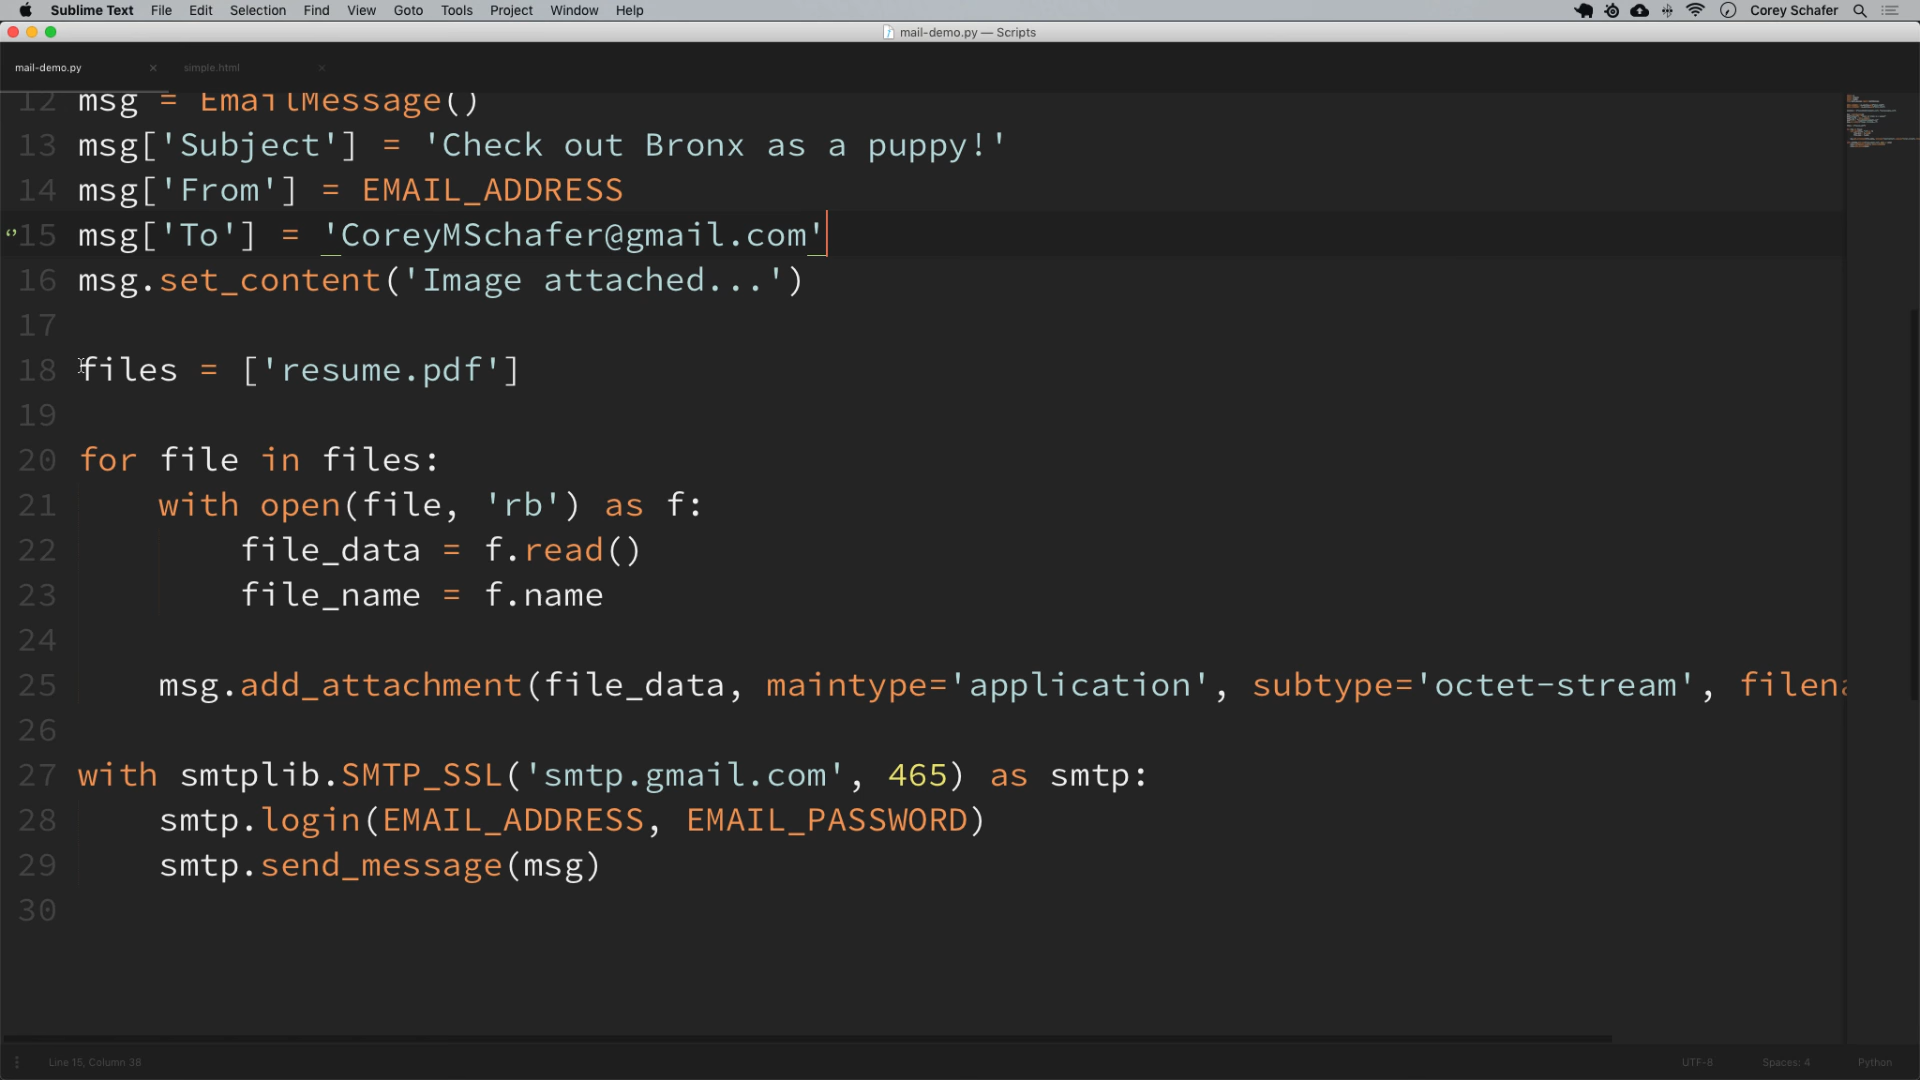 Sublime Text File Edit Selection Find View Goto Tools Project Window Help Corey Schafer
mail-demo.py — Scripts
mail-demo.py × simple.html ×
12 msg = EmailMessage()
13 msg['Subject'] = 'Check out Bronx as a puppy!'
14 msg['From'] = EMAIL_ADDRESS
15 msg['To'] = 'CoreyMSchafer@gmail.com'
16 msg.set_content('Image attached...')
17
18 files = ['resume.pdf']
19
20 for file in files:
21 with open(file, 'rb') as f:
22 file_data = f.read()
23 file_name = f.name
24
25 msg.add_attachment(file_data, maintype='application', subtype='octet-stream', filena
26
27 with smtplib.SMTP_SSL('smtp.gmail.com', 465) as smtp:
28 smtp.login(EMAIL_ADDRESS, EMAIL_PASSWORD)
29 smtp.send_message(msg)
30
Line 15, Column 38 UTF-8 Spaces: 4 Python